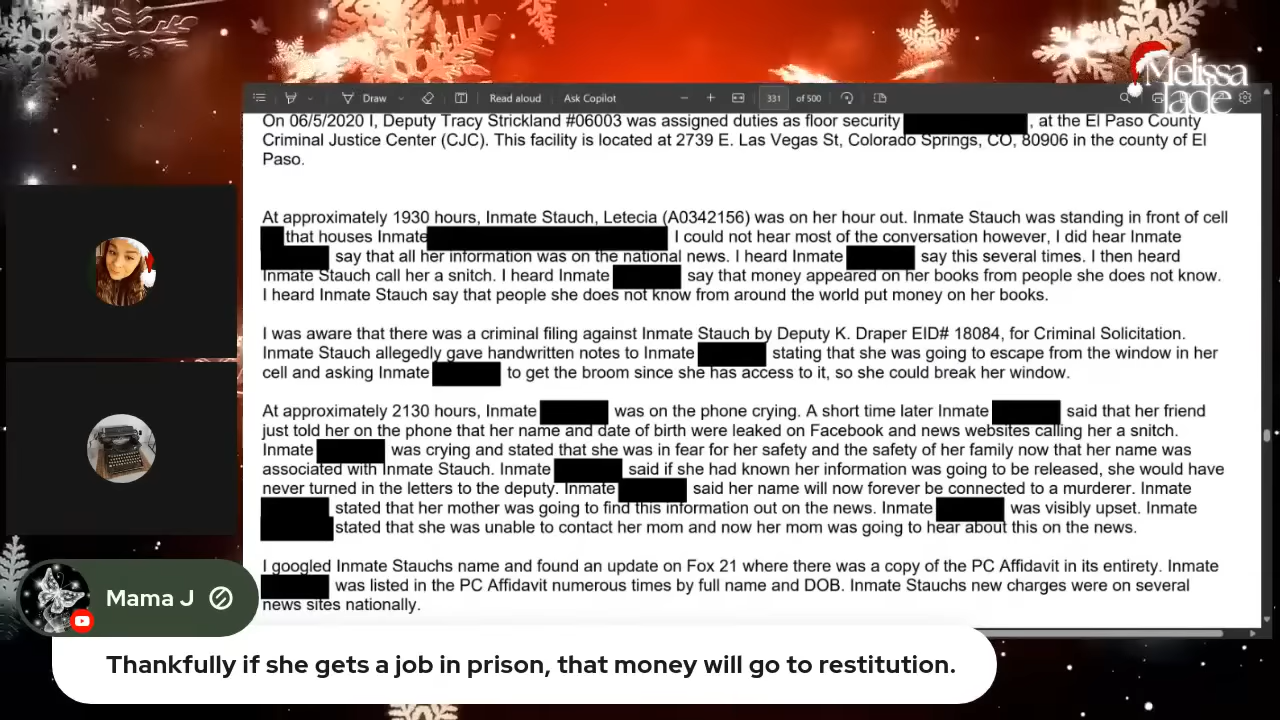 Melissa
Jade
Draw
Read aloud
Ask Copilot
331
of 500
On 06/5/2020 I, Deputy Tracy Strickland #06003 was assigned duties as floor security , at the El Paso County
Criminal Justice Center (CJC). This facility is located at 2739 E. Las Vegas St, Colorado Springs, CO, 80906 in the county of El
Paso.
At approximately 1930 hours, Inmate Stauch, Letecia (A0342156) was on her hour out. Inmate Stauch was standing in front of cell
that houses Inmate I could not hear most of the conversation however, I did hear Inmate
say that all her information was on the national news. I heard Inmate say this several times. I then heard
Inmate Stauch call her a snitch. I heard Inmate say that money appeared on her books from people she does not know.
I heard Inmate Stauch say that people she does not know from around the world put money on her books.
I was aware that there was a criminal filing against Inmate Stauch by Deputy K. Draper EID# 18084, for Criminal Solicitation.
Inmate Stauch allegedly gave handwritten notes to Inmate stating that she was going to escape from the window in her
cell and asking Inmate to get the broom since she has access to it, so she could break her window.
At approximately 2130 hours, Inmate was on the phone crying. A short time later Inmate said that her friend
just told her on the phone that her name and date of birth were leaked on Facebook and news websites calling her a snitch.
Inmate was crying and stated that she was in fear for her safety and the safety of her family now that her name was
associated with Inmate Stauch. Inmate said if she had known her information was going to be released, she would have
never turned in the letters to the deputy. Inmate said her name will now forever be connected to a murderer. Inmate
stated that her mother was going to find this information out on the news. Inmate was visibly upset. Inmate
stated that she was unable to contact her mom and now her mom was going to hear about this on the news.
I googled Inmate Stauchs name and found an update on Fox 21 where there was a copy of the PC Affidavit in its entirety. Inmate
was listed in the PC Affidavit numerous times by full name and DOB. Inmate Stauchs new charges were on several
news sites nationally.
Mama J
Thankfully if she gets a job in prison, that money will go to restitution.